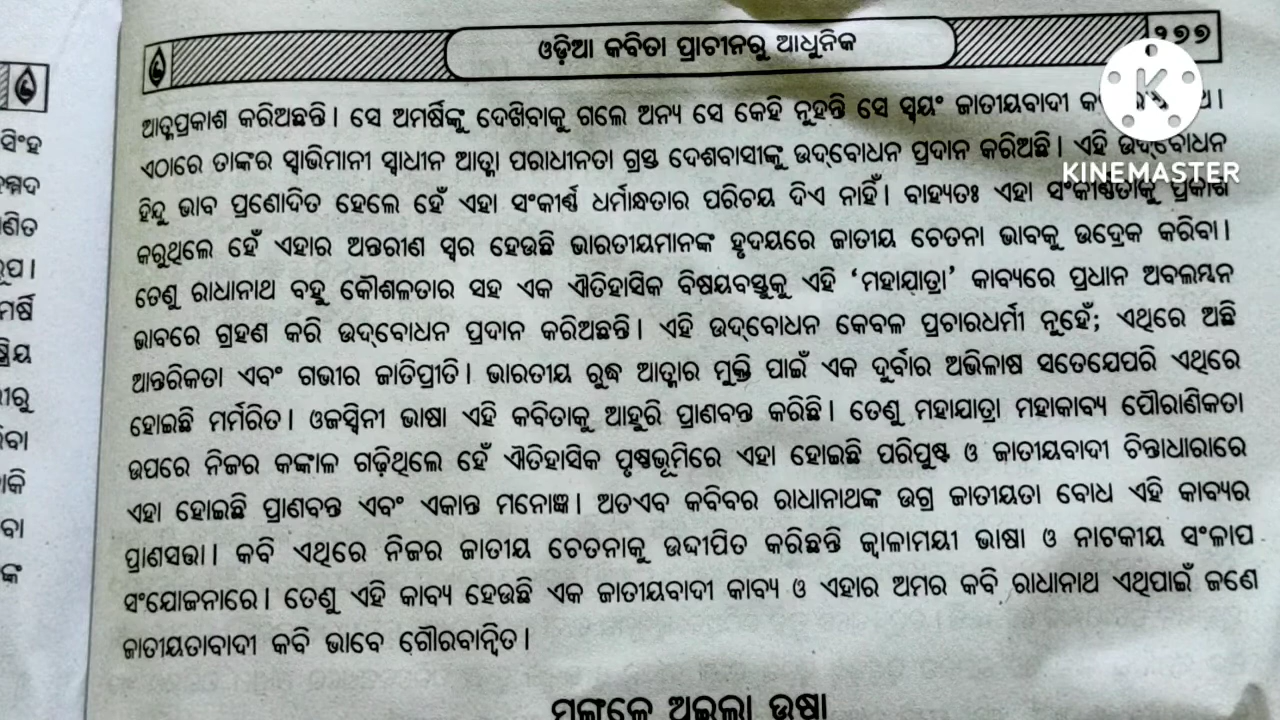 ଓଡ଼ିଆ କବିତା ପ୍ରାଚୀନରୁ ଆଧୁନିକ
୨୭୭
ଆତ୍ମପ୍ରକାଶ କରିଅଛନ୍ତି। ସେ ଅମର୍ଷିଙ୍କୁ ଦେଖିବାକୁ ଗଲେ ଅନ୍ୟ ସେ କେହି ନୁହନ୍ତି ସେ ସ୍ୱୟଂ ଜାତୀୟବାଦୀ
ଏଠାରେ ତାଙ୍କର ସ୍ୱାଭିମାନୀ ସ୍ୱାଧୀନ ଆତ୍ମା ପରାଧୀନତା ଗ୍ରସ୍ତ ଦେଶବାସୀଙ୍କୁ ଉଦ୍‌ବୋଧନ ପ୍ରଦାନ କରିଅଛି। ଏହି ଉଦ୍‌ବୋଧନ
ହିନ୍ଦୁ ଭାବ ପ୍ରଣୋଦିତ ହେଲେ ହେଁ ଏହା ସଂକୀର୍ଣ୍ଣ ଧର୍ମାନ୍ଧତାର ପରିଚୟ ଦିଏ ନାହିଁ। ବାହ୍ୟତଃ ଏହା ସଂକୀର୍ଣ୍ଣତାକୁ ପ୍ରକାଶ
କରୁଥିଲେ ହେଁ ଏହାର ଅନ୍ତରୀଣ ସ୍ୱର ହେଉଛି ଭାରତୀୟମାନଙ୍କ ହୃଦୟରେ ଜାତୀୟ ଚେତନା ଭାବକୁ ଉଦ୍ରେକ କରିବା।
ତେଣୁ ରାଧାନାଥ ବହୁ କୌଶଳତାର ସହ ଏକ ଐତିହାସିକ ବିଷୟବସ୍ତୁକୁ ଏହି ‘ମହାଯାତ୍ରା’ କାବ୍ୟରେ ପ୍ରଧାନ ଅବଲମ୍ବନ
ଭାବରେ ଗ୍ରହଣ କରି ଉଦ୍‌ବୋଧନ ପ୍ରଦାନ କରିଅଛନ୍ତି। ଏହି ଉଦ୍‌ବୋଧନ କେବଳ ପ୍ରଚାରଧର୍ମୀ ନୁହେଁ; ଏଥିରେ ଅଛି
ଆନ୍ତରିକତା ଏବଂ ଗଭୀର ଜାତିପ୍ରୀତି। ଭାରତୀୟ ରୁଦ୍ଧ ଆତ୍ମାର ମୁକ୍ତି ପାଇଁ ଏକ ଦୁର୍ବାର ଅଭିଳାଷ ସତେଯେପରି ଏଥିରେ
ହୋଇଛି ମର୍ମରିତ। ଓଜସ୍ୱିନୀ ଭାଷା ଏହି କବିତାକୁ ଆହୁରି ପ୍ରାଣବନ୍ତ କରିଛି। ତେଣୁ ମହାଯାତ୍ରା ମହାକାବ୍ୟ ପୌରାଣିକତା
ଉପରେ ନିଜର କଙ୍କାଳ ଗଢ଼ିଥିଲେ ହେଁ ଐତିହାସିକ ପୃଷ୍ଠଭୂମିରେ ଏହା ହୋଇଛି ପରିପୁଷ୍ଟ ଓ ଜାତୀୟବାଦୀ ଚିନ୍ତାଧାରାରେ
ଏହା ହୋଇଛି ପ୍ରାଣବନ୍ତ ଏବଂ ଏକାନ୍ତ ମନୋଜ୍ଞ। ଅତଏବ କବିବର ରାଧାନାଥଙ୍କ ଉଗ୍ର ଜାତୀୟତା ବୋଧ ଏହି କାବ୍ୟର
ପ୍ରାଣସତ୍ତା। କବି ଏଥିରେ ନିଜର ଜାତୀୟ ଚେତନାକୁ ଉଦ୍ଦୀପିତ କରିଛନ୍ତି ଜ୍ୱାଳାମୟୀ ଭାଷା ଓ ନାଟକୀୟ ସଂଳାପ
ସଂଯୋଜନାରେ। ତେଣୁ ଏହି କାବ୍ୟ ହେଉଛି ଏକ ଜାତୀୟବାଦୀ କାବ୍ୟ ଓ ଏହାର ଅମର କବି ରାଧାନାଥ ଏଥିପାଇଁ ଜଣେ
ଜାତୀୟତାବାଦୀ କବି ଭାବେ ଗୌରବାନ୍ୱିତ।
ମଙ୍ଗଳେ ଅଇଲା ଉଷା
KINEMASTER